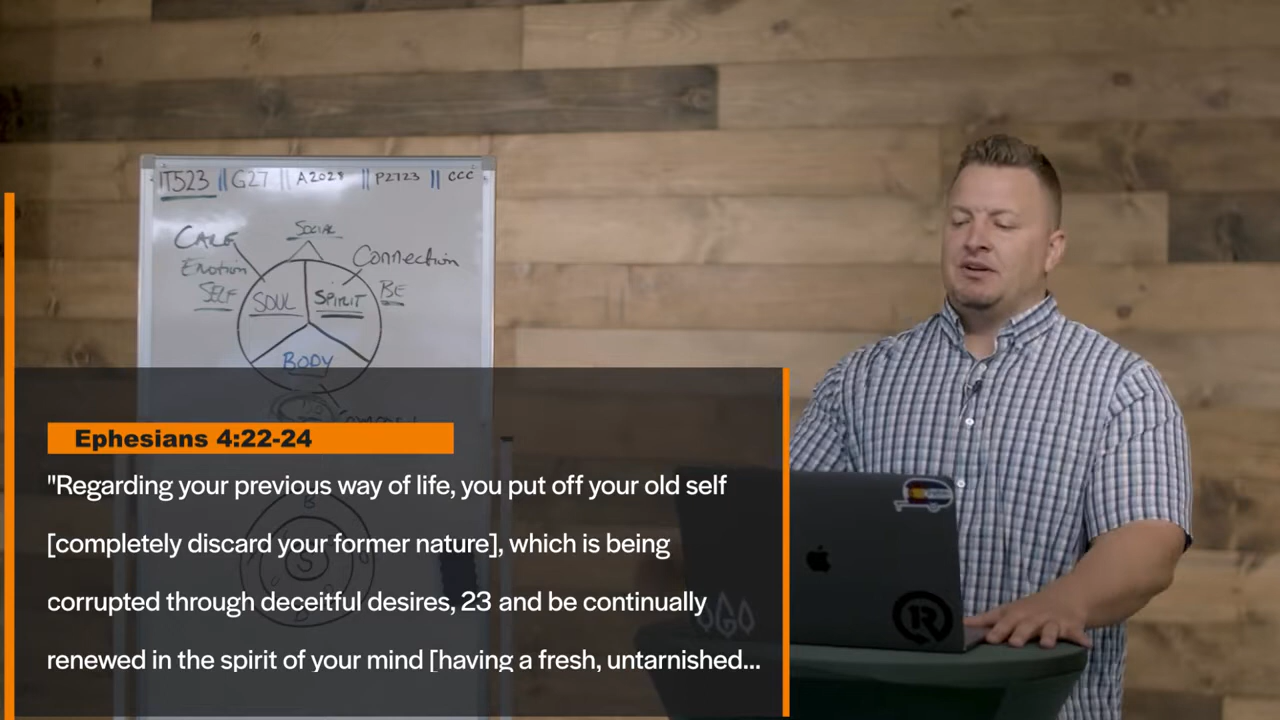 IT523 || G27 || A2028 || P2723 || CCC
SOCIAL
CARE
Connection
Emotion
SELF
BE
SOUL
SPIRIT
BODY
Ephesians 4:22-24
"Regarding your previous way of life, you put off your old self
[completely discard your former nature], which is being
corrupted through deceitful desires, 23 and be continually
renewed in the spirit of your mind [having a fresh, untarnished...
B
S
R